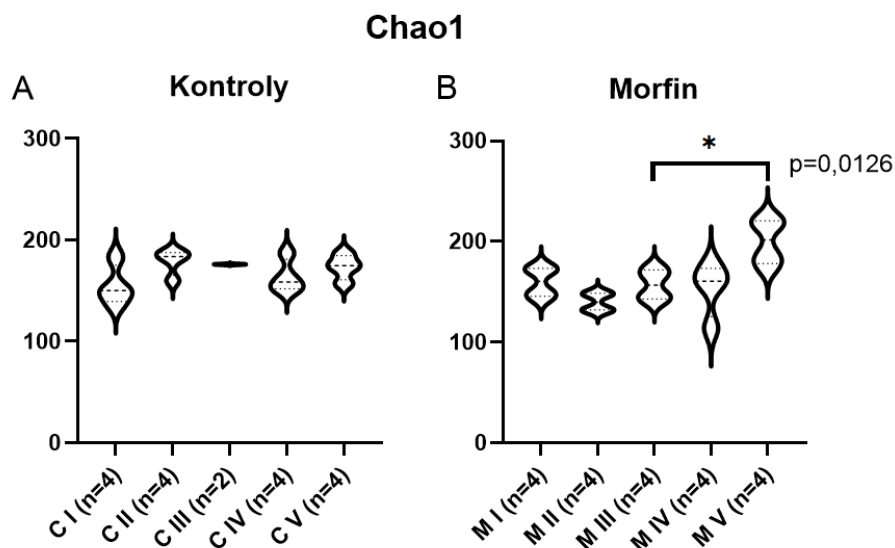 Chao1
A
Kontroly
300
200
100
0
C I (n=4)
C II (n=4)
C III (n=2)
C IV (n=4)
C V (n=4)
B
Morfin
300
200
100
0
*
p=0,0126
M I (n=4)
M II (n=4)
M III (n=4)
M IV (n=4)
M V (n=4)